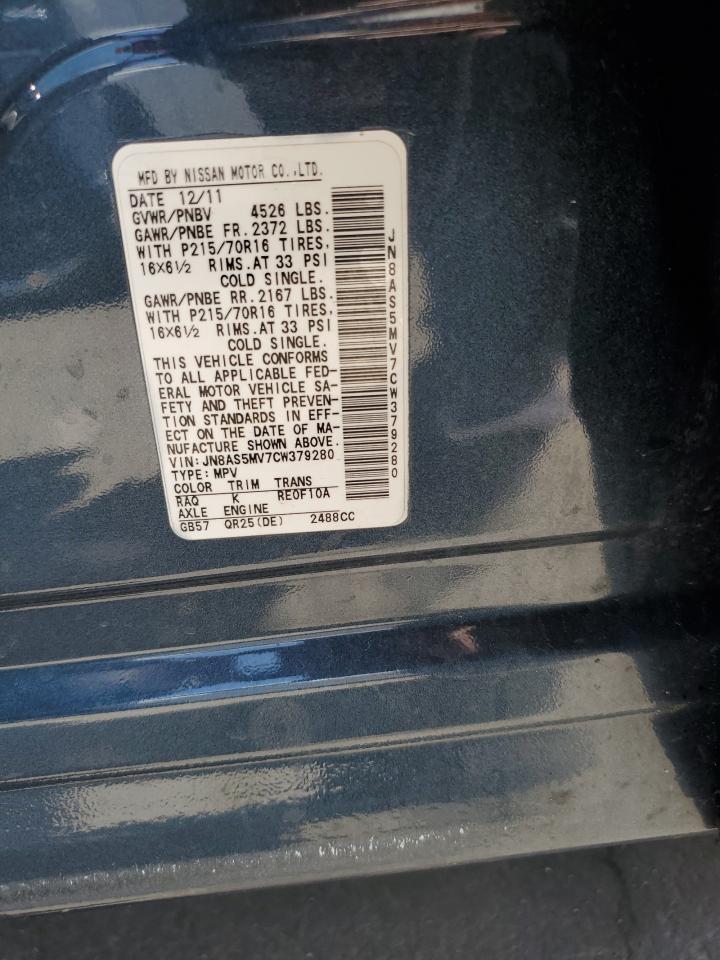 MFD BY NISSAN MOTOR CO.,LTD.
DATE 12/11
GVWR/PNBV 4526 LBS.
GAWR/PNBE FR. 2372 LBS.
WITH P215/70R16 TIRES,
16X6½ RIMS.AT 33 PSI
COLD SINGLE.
GAWR/PNBE RR. 2167 LBS.
WITH P215/70R16 TIRES,
16X6½ RIMS.AT 33 PSI
COLD SINGLE.
THIS VEHICLE CONFORMS
TO ALL APPLICABLE FED-
ERAL MOTOR VEHICLE SA-
FETY AND THEFT PREVEN-
TION STANDARDS IN EFF-
ECT ON THE DATE OF MA-
NUFACTURE SHOWN ABOVE.
VIN: JN8AS5MV7CW379280
TYPE: MPV
COLOR TRIM TRANS
RAQ K RE0F10A
AXLE ENGINE
GB57 QR25(DE) 2488CC
JN8AS5MV7CW379280